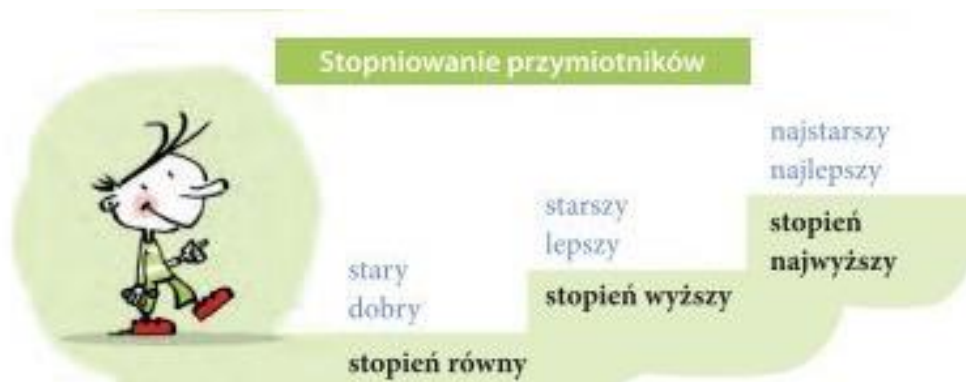 Stopniowanie przymiotników
stary
dobry
stopień równy
starszy
lepszy
stopień wyższy
najstarszy
najlepszy
stopień
najwyższy